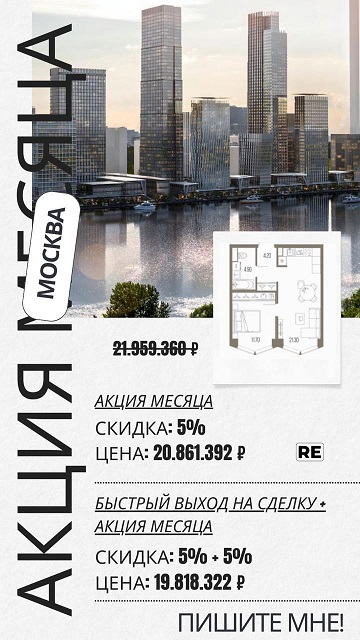 АКЦИЯ МЕСЯЦА
МОСКВА
4.20
4.90
11.70
21.30
21.959.360 ₽
АКЦИЯ МЕСЯЦА
СКИДКА: 5%
ЦЕНА: 20.861.392 ₽
RE
БЫСТРЫЙ ВЫХОД НА СДЕЛКУ +
АКЦИЯ МЕСЯЦА
СКИДКА: 5% + 5%
ЦЕНА: 19.818.322 ₽
ПИШИТЕ МНЕ!